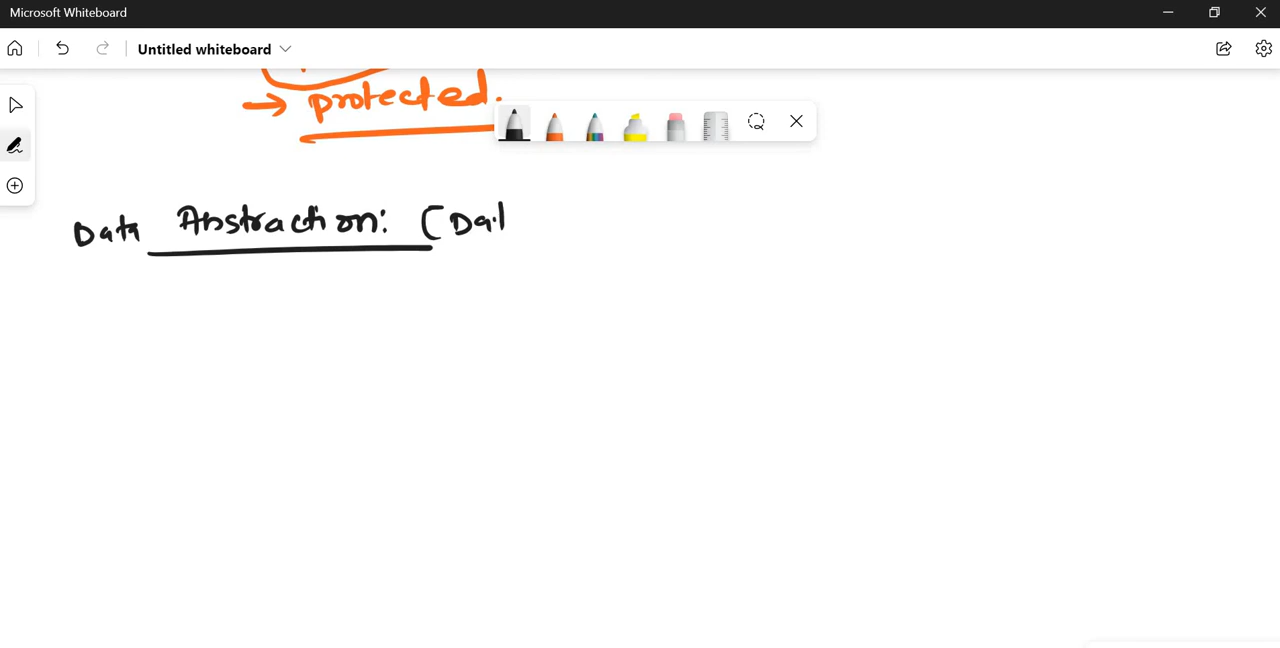 Microsoft Whiteboard
Untitled whiteboard
→ protected.
Data Abstraction: (Dat